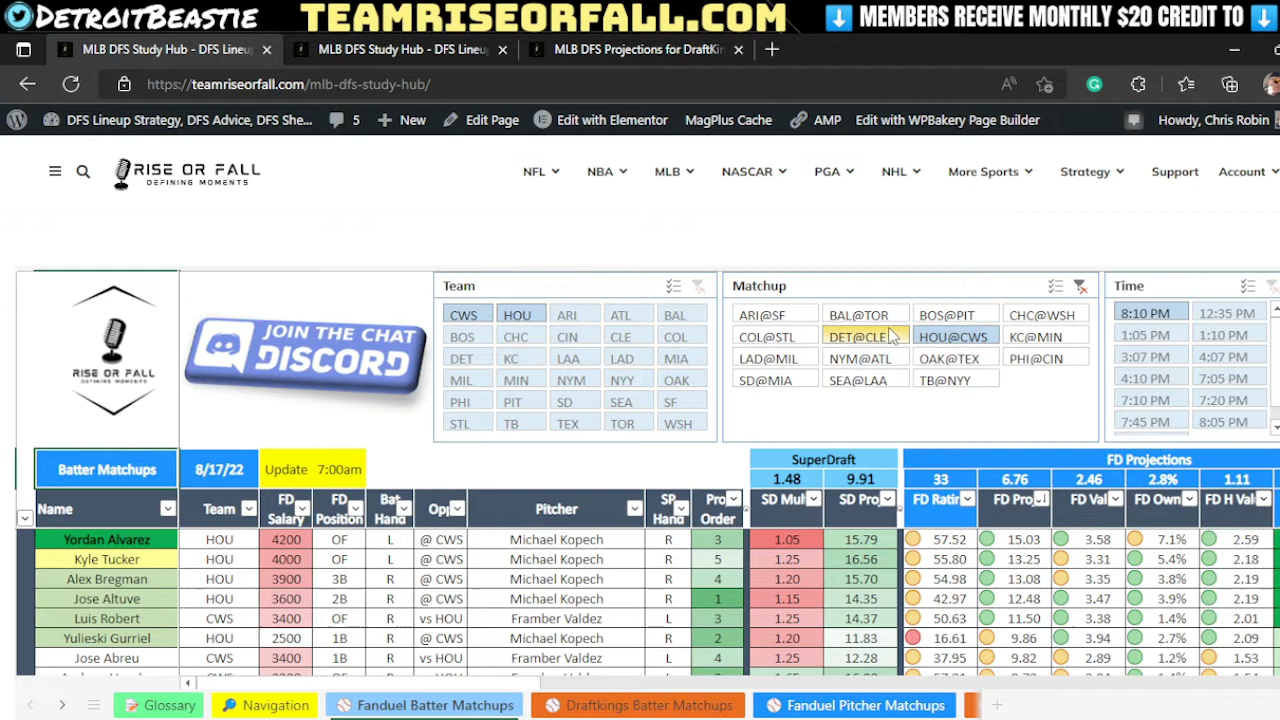 DETROITBEASTIE
TEAMRISEORFALL.COM
MEMBERS RECEIVE MONTHLY $20 CREDIT TO
MLB DFS Study Hub - DFS Lineu
MLB DFS Study Hub - DFS Lineu
MLB DFS Projections for DraftKin
https://teamriseorfall.com/mlb-dfs-study-hub/
DFS Lineup Strategy, DFS Advice, DFS She...
5
New
Edit Page
Edit with Elementor
MagPlus Cache
AMP
Edit with WPBakery Page Builder
Howdy, Chris Robin
RISE OR FALL
DEFINING MOMENTS
NFL
NBA
MLB
NASCAR
PGA
NHL
More Sports
Strategy
Support
Account
RISE OR FALL
DEFINING MOMENTS
JOIN THE CHAT
DISCORD
Team
CWS HOU ARI ATL BAL
BOS CHC CIN CLE COL
DET KC LAA LAD MIA
MIL MIN NYM NYY OAK
PHI PIT SD SEA SF
STL TB TEX TOR WSH
Matchup
ARI@SF BAL@TOR BOS@PIT CHC@WSH
COL@STL DET@CLE HOU@CWS KC@MIN
LAD@MIL NYM@ATL OAK@TEX PHI@CIN
SD@MIA SEA@LAA TB@NYY
Time
8:10 PM 12:35 PM
1:05 PM 1:10 PM
3:07 PM 4:07 PM
4:10 PM 7:05 PM
7:10 PM 7:20 PM
7:45 PM 8:05 PM
Batter Matchups 8/17/22 Update 7:00am
SuperDraft FD Projections
1.48 9.91 33 6.76 2.46 2.8% 1.11
Name Team FD Salary FD Position Bat Hand Opp Pitcher SP Hand Pro Order SD Mul SD Pro FD Ratin FD Pro FD Val FD Own FD H Val
Yordan Alvarez HOU 4200 OF L @ CWS Michael Kopech R 3 1.05 15.79 57.52 15.03 3.58 7.1% 2.59
Kyle Tucker HOU 4000 OF L @ CWS Michael Kopech R 5 1.25 16.56 55.80 13.25 3.31 5.4% 2.18
Alex Bregman HOU 3900 3B R @ CWS Michael Kopech R 4 1.20 15.70 54.98 13.08 3.35 3.8% 2.19
Jose Altuve HOU 3600 2B R @ CWS Michael Kopech R 1 1.15 14.35 42.97 12.48 3.47 3.9% 2.19
Luis Robert CWS 3400 OF R vs HOU Framber Valdez L 3 1.25 14.37 50.63 11.50 3.38 1.4% 2.01
Yulieski Gurriel HOU 2500 1B R @ CWS Michael Kopech R 2 1.20 11.83 16.61 9.86 3.94 2.7% 2.09
Jose Abreu CWS 3400 1B R vs HOU Framber Valdez L 4 1.25 12.28 37.95 9.82 2.89 1.2% 1.53
Glossary
Navigation
Fanduel Batter Matchups
Draftkings Batter Matchups
Fanduel Pitcher Matchups